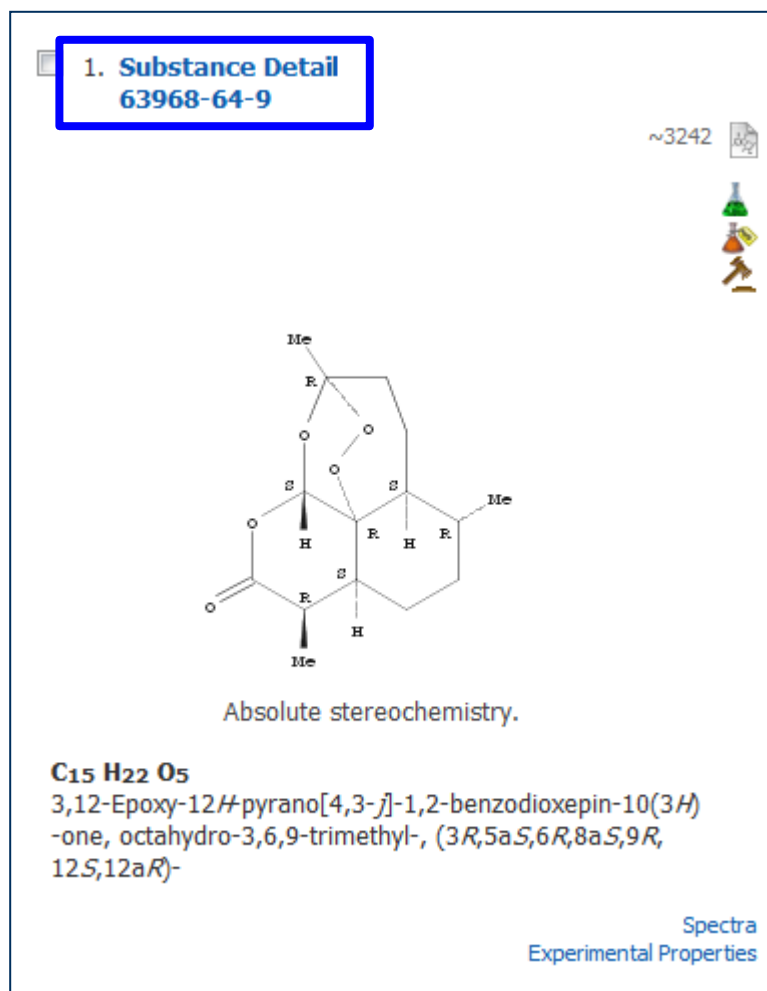 1. Substance Detail
63968-64-9
~3242
Me
R
O
O
O
S
S
Me
O
H
R
H
R
S
O
R
H
Me
Absolute stereochemistry.
C15 H22 O5
3,12-Epoxy-12H-pyrano[4,3-j]-1,2-benzodioxepin-10(3H)
-one, octahydro-3,6,9-trimethyl-, (3R,5aS,6R,8aS,9R,
12S,12aR)-
Spectra
Experimental Properties